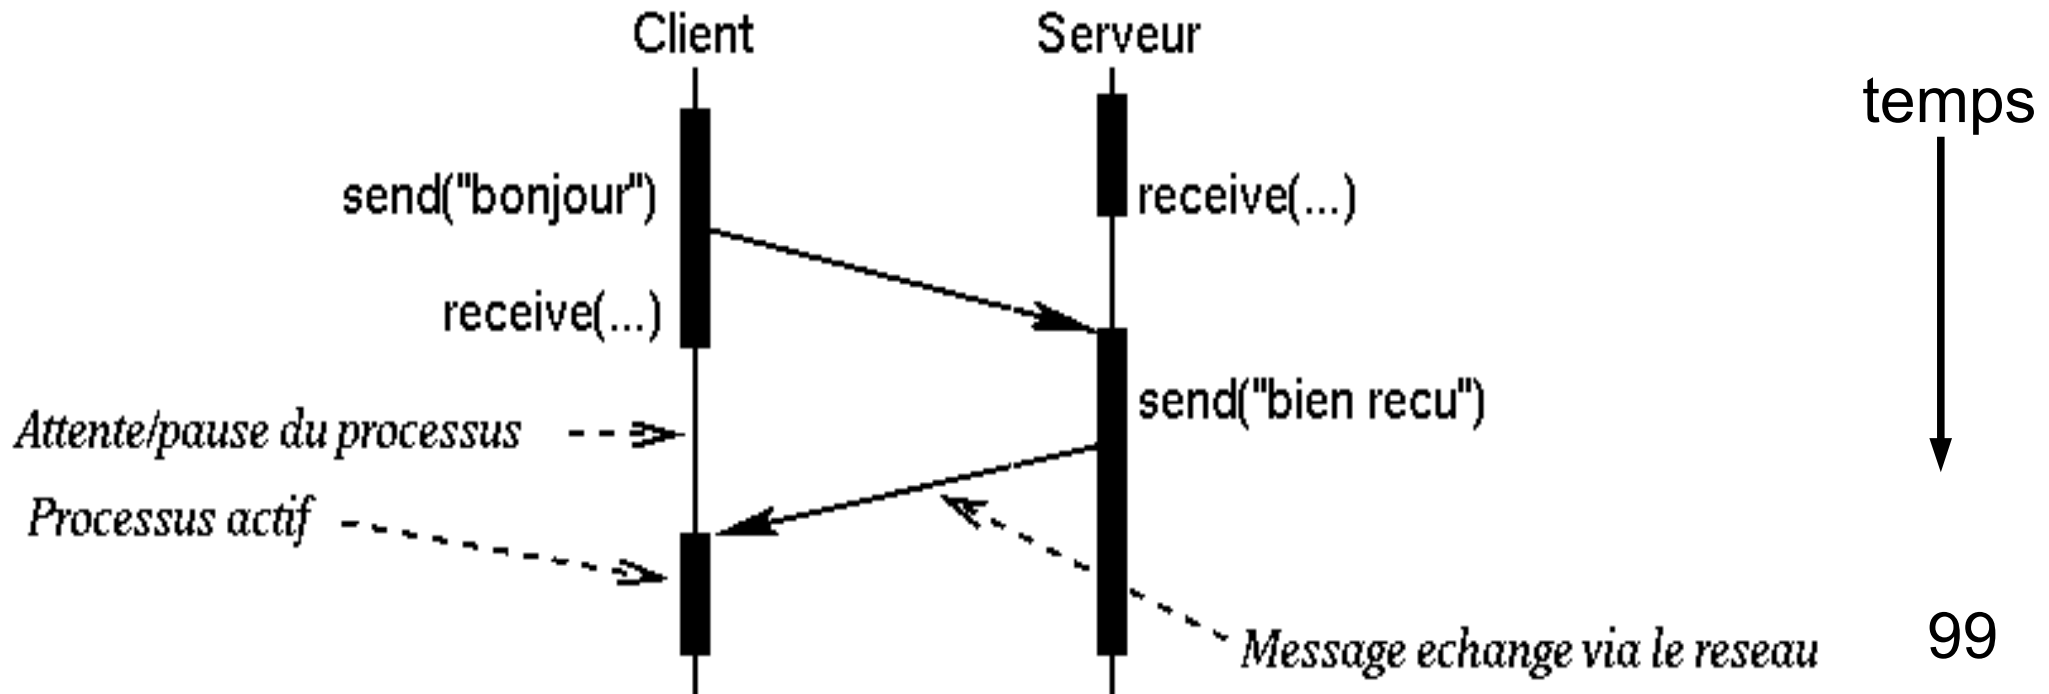 Client
Serveur
temps
send("bonjour")
receive(...)
receive(...)
send("bien recu")
Attente/pause du processus
Processus actif
Message echange via le reseau
99